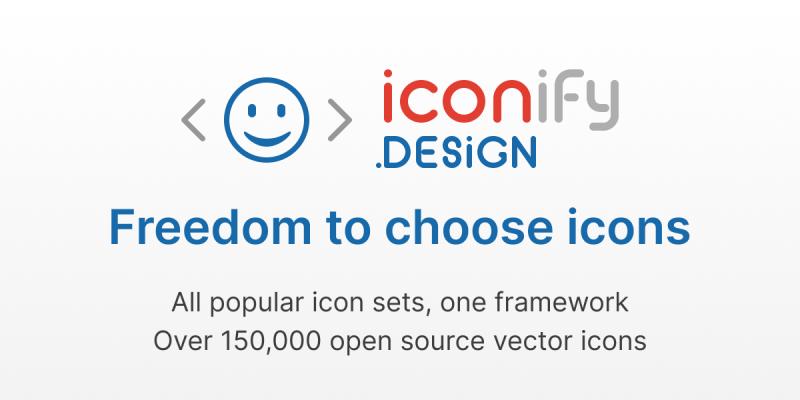 iconify
.DESiGN
Freedom to choose icons
All popular icon sets, one framework
Over 150,000 open source vector icons